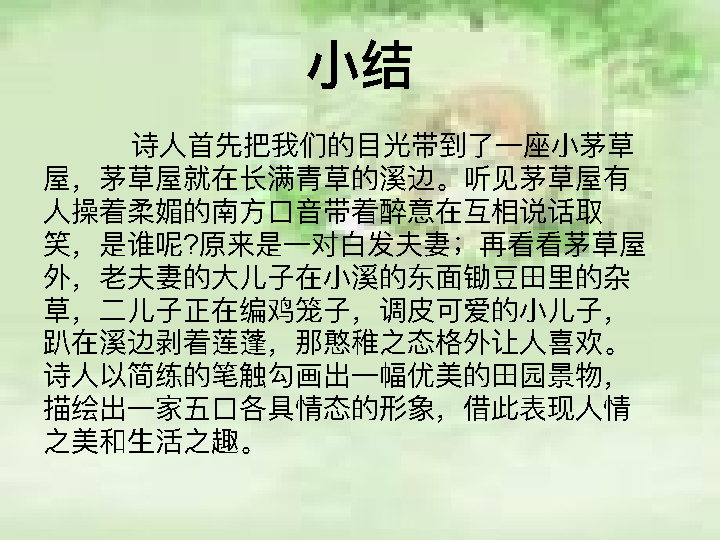 小结
诗人首先把我们的目光带到了一座小茅草
屋，茅草屋就在长满青草的溪边。听见茅草屋有
人操着柔媚的南方口音带着醉意在互相说话取
笑，是谁呢?原来是一对白发夫妻；再看看茅草屋
外，老夫妻的大儿子在小溪的东面锄豆田里的杂
草，二儿子正在编鸡笼子，调皮可爱的小儿子，
趴在溪边剥着莲蓬，那憨稚之态格外让人喜欢。
诗人以简练的笔触勾画出一幅优美的田园景物，
描绘出一家五口各具情态的形象，借此表现人情
之美和生活之趣。